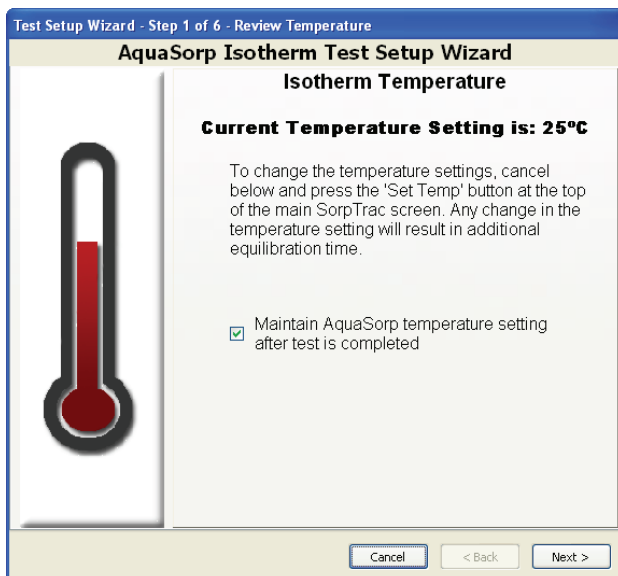 Test Setup Wizard - Step 1 of 6 - Review Temperature
AquaSorp Isotherm Test Setup Wizard
Isotherm Temperature
Current Temperature Setting is: 25ºC
To change the temperature settings, cancel
below and press the 'Set Temp' button at the top
of the main SorpTrac screen. Any change in the
temperature setting will result in additional
equilibration time.
Maintain AquaSorp temperature setting
after test is completed
Cancel
< Back
Next >